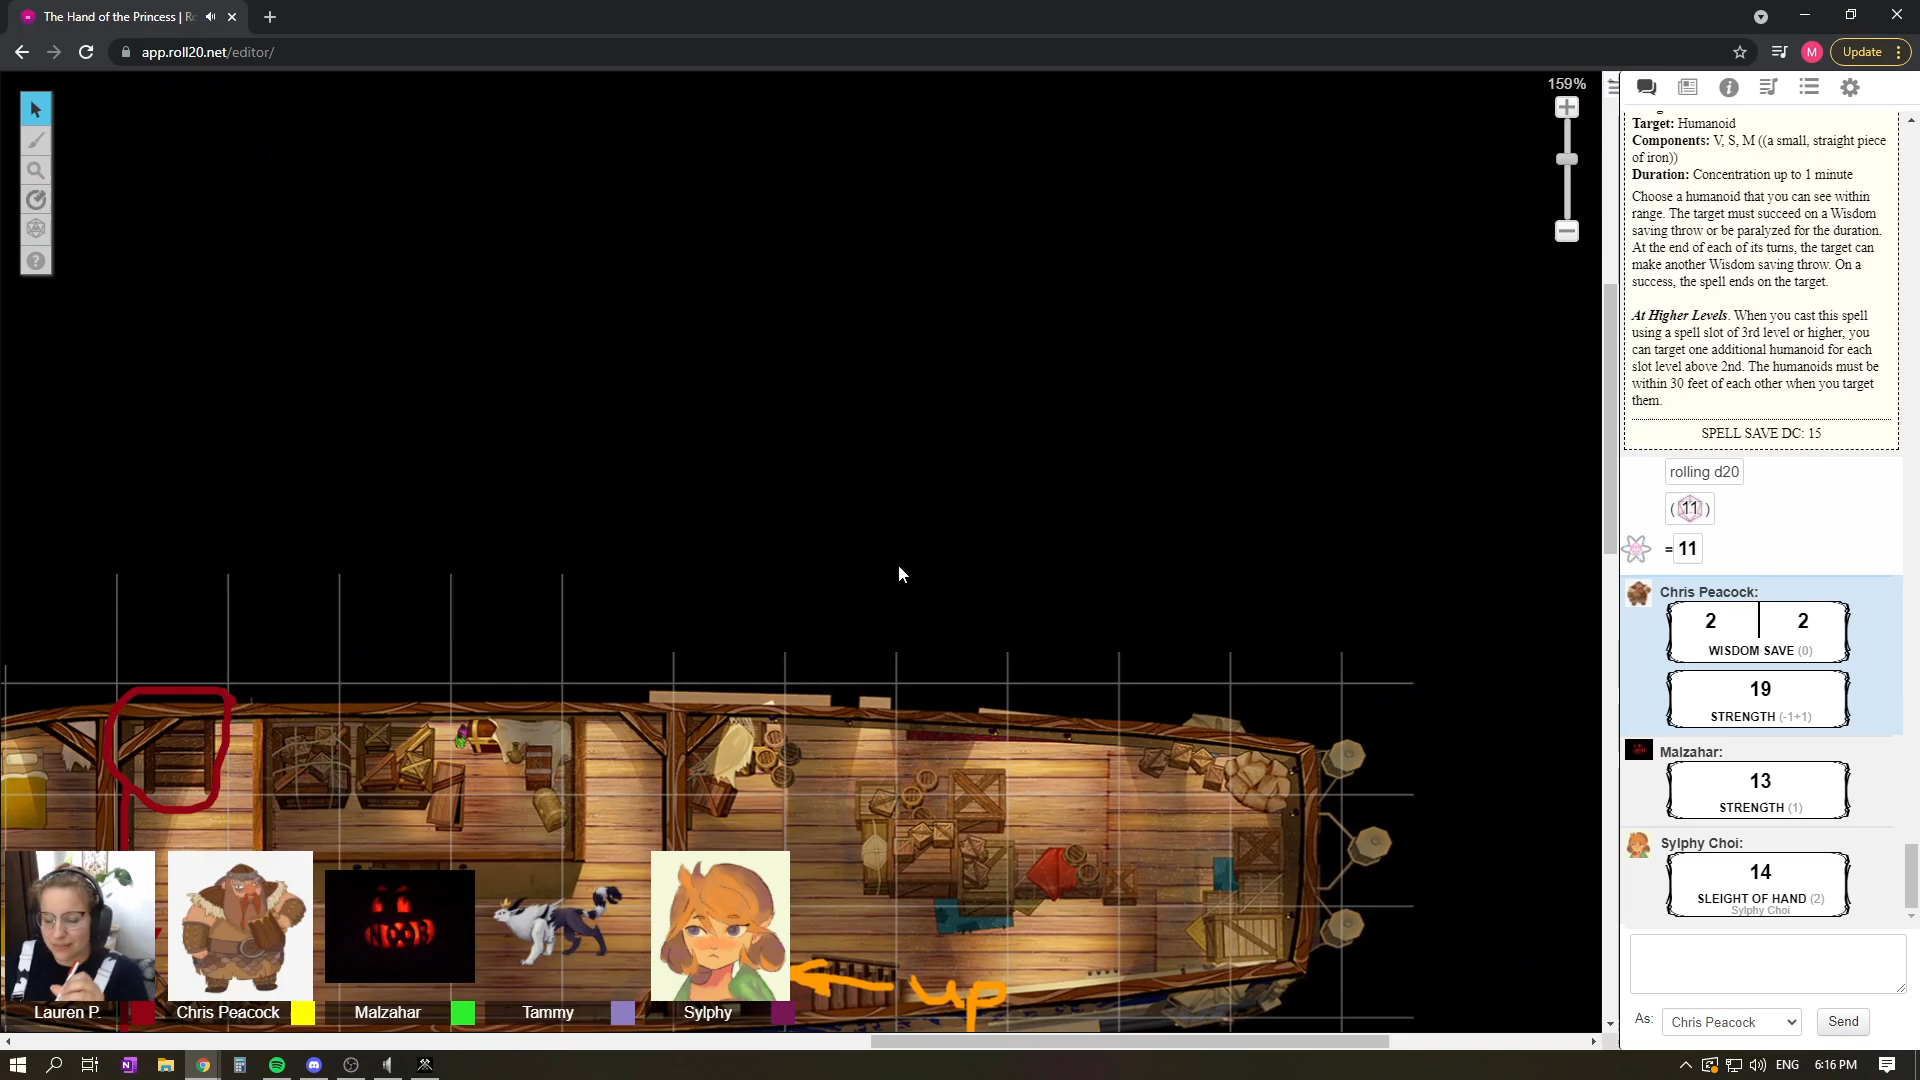 The Hand of the Princess | Ro
app.roll20.net/editor/
M
Update
159%
Target: Humanoid
Components: V, S, M ((a small, straight piece
of iron))
Duration: Concentration up to 1 minute
Choose a humanoid that you can see within
range. The target must succeed on a Wisdom
saving throw or be paralyzed for the duration.
At the end of each of its turns, the target can
make another Wisdom saving throw. On a
success, the spell ends on the target.
At Higher Levels. When you cast this spell
using a spell slot of 3rd level or higher, you
can target one additional humanoid for each
slot level above 2nd. The humanoids must be
within 30 feet of each other when you target
them.
SPELL SAVE DC: 15
rolling d20
(11)
=11
Chris Peacock:
2 2
WISDOM SAVE (0)
19
STRENGTH (-1+1)
Malzahar:
13
STRENGTH (1)
Sylphy Choi:
14
SLEIGHT OF HAND (2)
Sylphy Choi
As: Chris Peacock Send
NOOB
up
Lauren P. Chris Peacock Malzahar Tammy Sylphy
ENG 6:16 PM